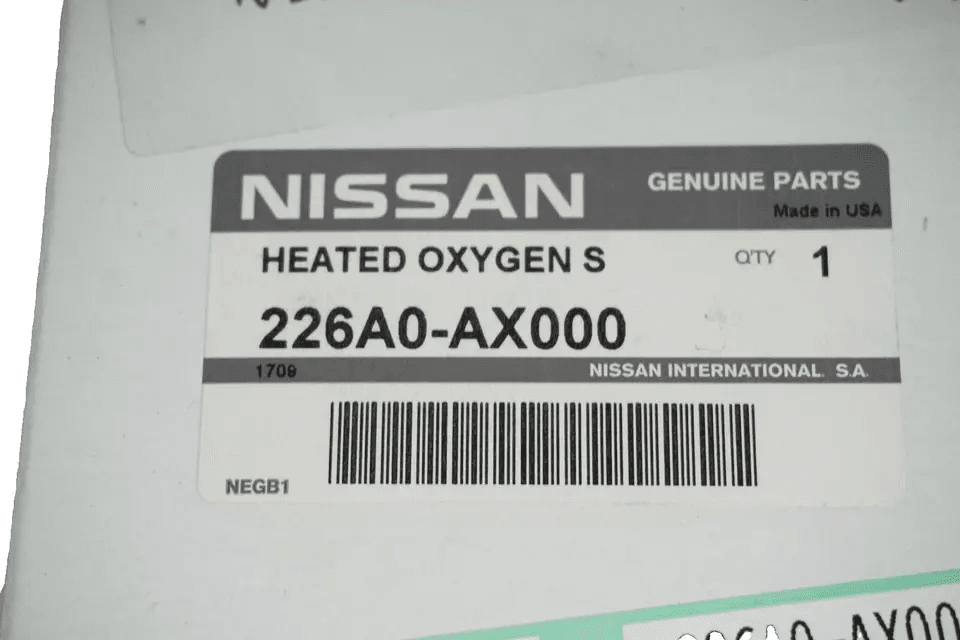 NISSAN
GENUINE PARTS
Made in USA
HEATED OXYGEN S
QTY 1
226A0-AX000
1709
NISSAN INTERNATIONAL. S.A.
NEGB1